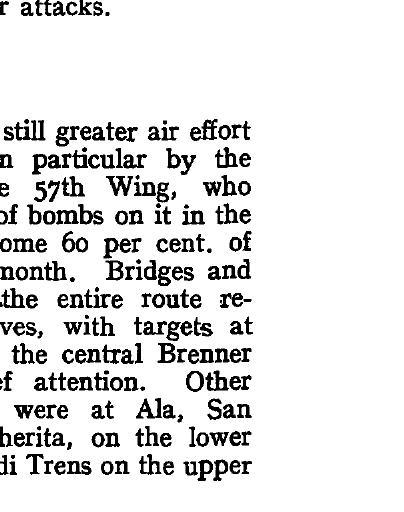 r attacks.
still greater air effort
n particular by the
e 57th Wing, who
of bombs on it in the
ome 60 per cent. of
month. Bridges and
the entire route re-
ves, with targets at
the central Brenner
ef attention. Other
were at Ala, San
herita, on the lower
di Trens on the upper